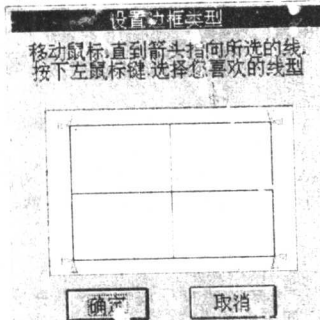 设置边框类型
移动鼠标,直到箭头指向所选的线.
按下左鼠标键.选择您喜欢的线型
确定
取消